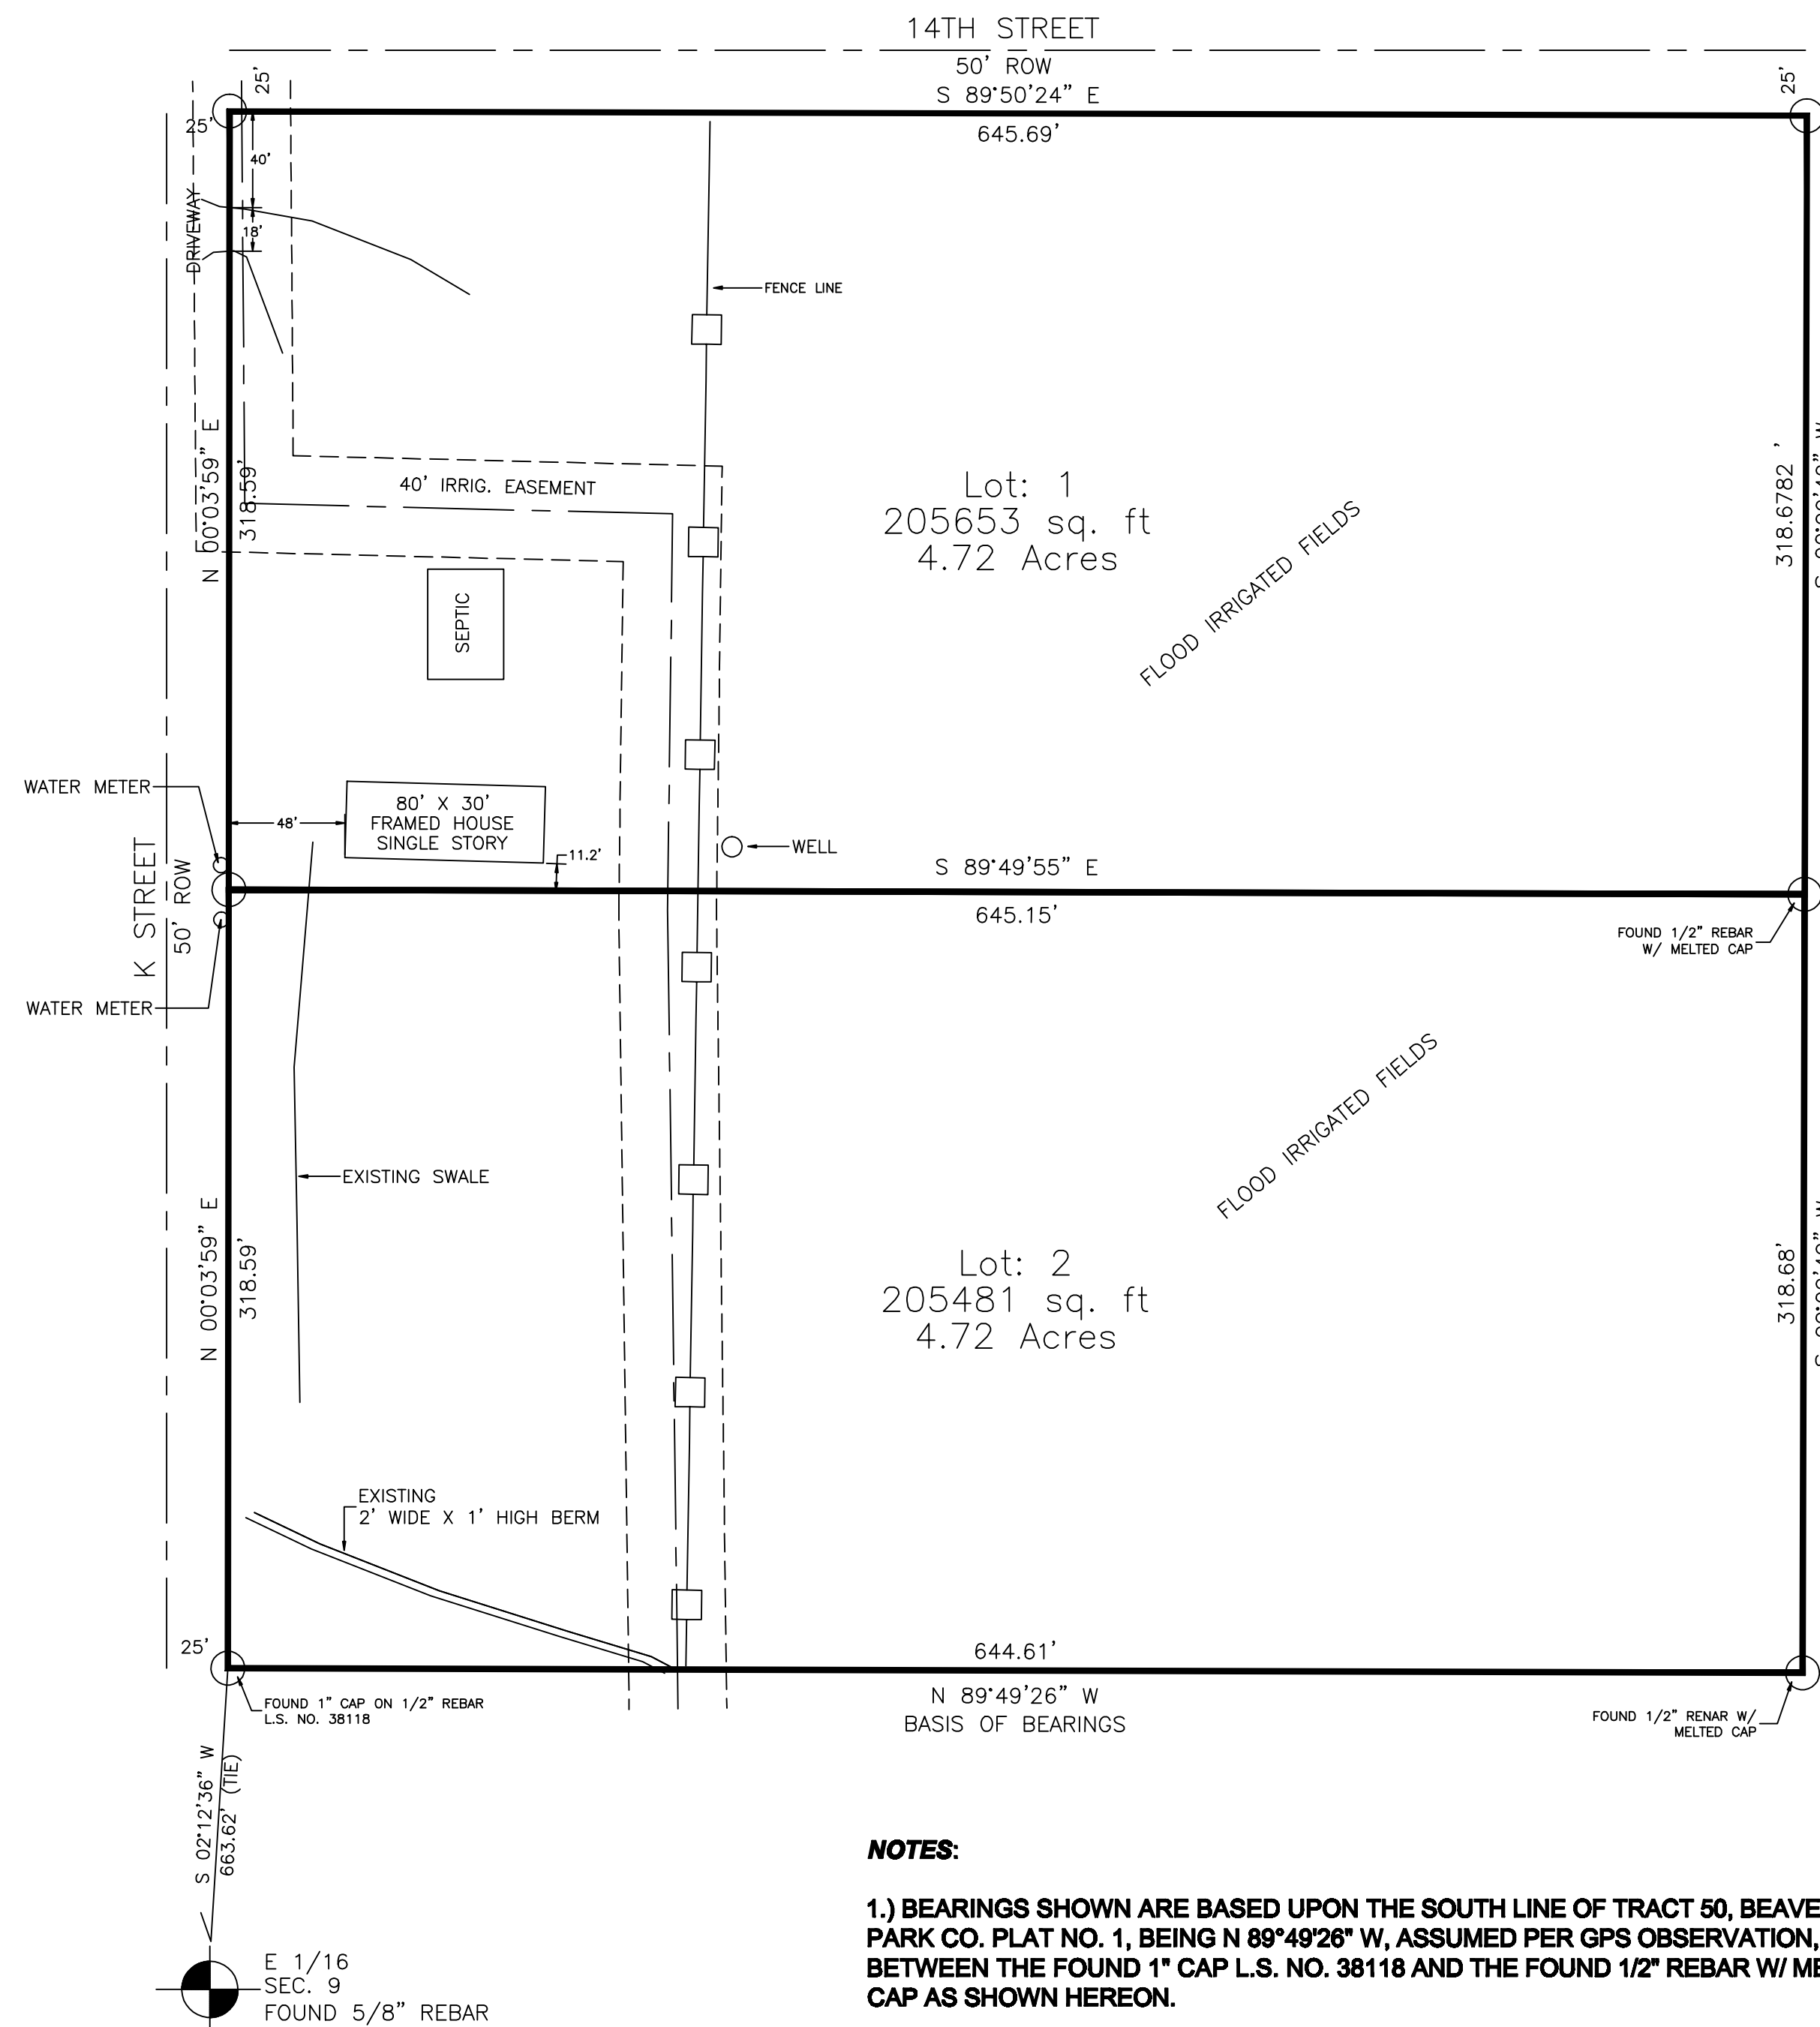 14TH STREET
50' ROW
S 89°50'24" E
645.69'
25'
25'
25'
40'
18'
DRIVEWAY
FENCE LINE
N 00°03'59" E
318.59'
40' IRRIG. EASEMENT
Lot: 1
205653 sq. ft
4.72 Acres
FLOOD IRRIGATED FIELDS
318.6782 '
SEPTIC
WATER METER
48'
80' X 30'
FRAMED HOUSE
SINGLE STORY
11.2'
WELL
K STREET
50' ROW
S 89°49'55" E
645.15'
FOUND 1/2" REBAR
W/ MELTED CAP
WATER METER
EXISTING SWALE
FLOOD IRRIGATED FIELDS
N 00°03'59" E
318.59'
Lot: 2
205481 sq. ft
4.72 Acres
318.68'
EXISTING
2' WIDE X 1' HIGH BERM
25'
644.61'
N 89°49'26" W
BASIS OF BEARINGS
FOUND 1" CAP ON 1/2" REBAR
L.S. NO. 38118
FOUND 1/2" RENAR W/
MELTED CAP
S 02°12'36" W
663.62' (TIE)
E 1/16
SEC. 9
FOUND 5/8" REBAR
NOTES:
1.) BEARINGS SHOWN ARE BASED UPON THE SOUTH LINE OF TRACT 50, BEAVE
PARK CO. PLAT NO. 1, BEING N 89°49'26" W, ASSUMED PER GPS OBSERVATION,
BETWEEN THE FOUND 1" CAP L.S. NO. 38118 AND THE FOUND 1/2" REBAR W/ ME
CAP AS SHOWN HEREON.